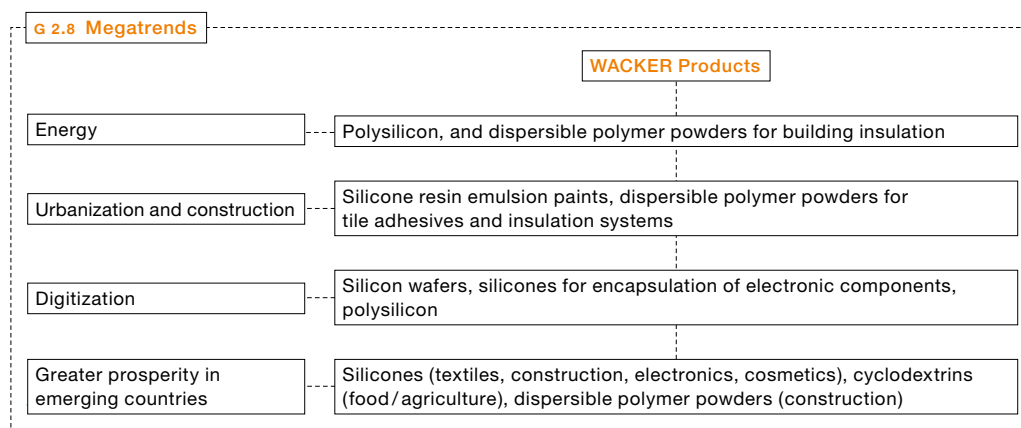 G 2.8 Megatrends
WACKER Products
Energy
Polysilicon, and dispersible polymer powders for building insulation
Urbanization and construction
Silicone resin emulsion paints, dispersible polymer powders for
tile adhesives and insulation systems
Digitization
Silicon wafers, silicones for encapsulation of electronic components,
polysilicon
Greater prosperity in
emerging countries
Silicones (textiles, construction, electronics, cosmetics), cyclodextrins
(food / agriculture), dispersible polymer powders (construction)